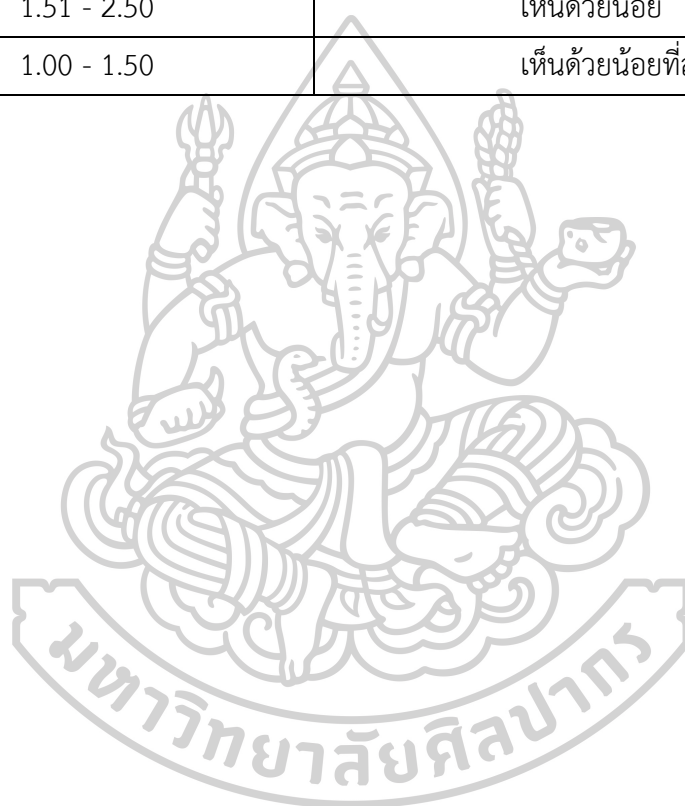 1.51 - 2.50 เห็นด้วยน้อย
1.00 - 1.50 เห็นด้วยน้อยที่
มหาวิทยาลัยศิลปากร